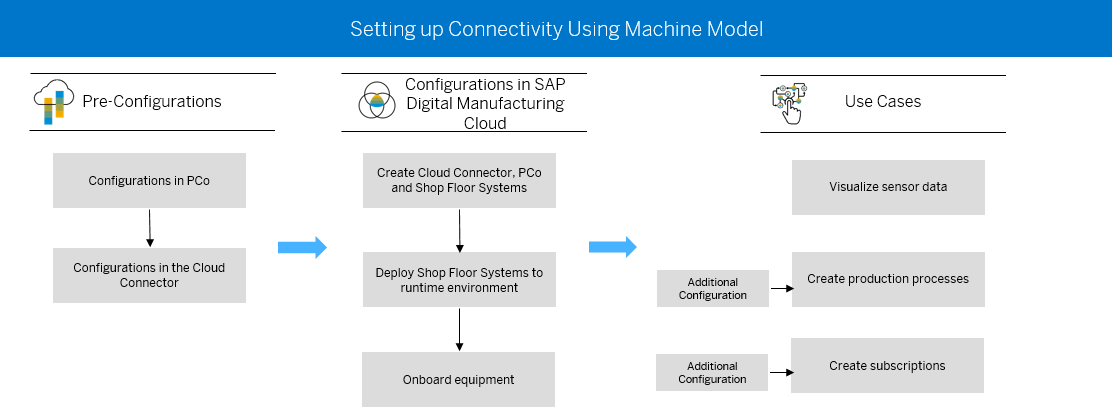 Setting up Connectivity Using Machine Model
Pre-Configurations
Configurations in PCo
Configurations in the Cloud
Connector
Configurations in SAP
Digital Manufacturing
Cloud
Create Cloud Connector, PCo
and Shop Floor Systems
Deploy Shop Floor Systems to
runtime environment
Onboard equipment
Use Cases
Visualize sensor data
Additional
Configuration
Create production processes
Additional
Configuration
Create subscriptions